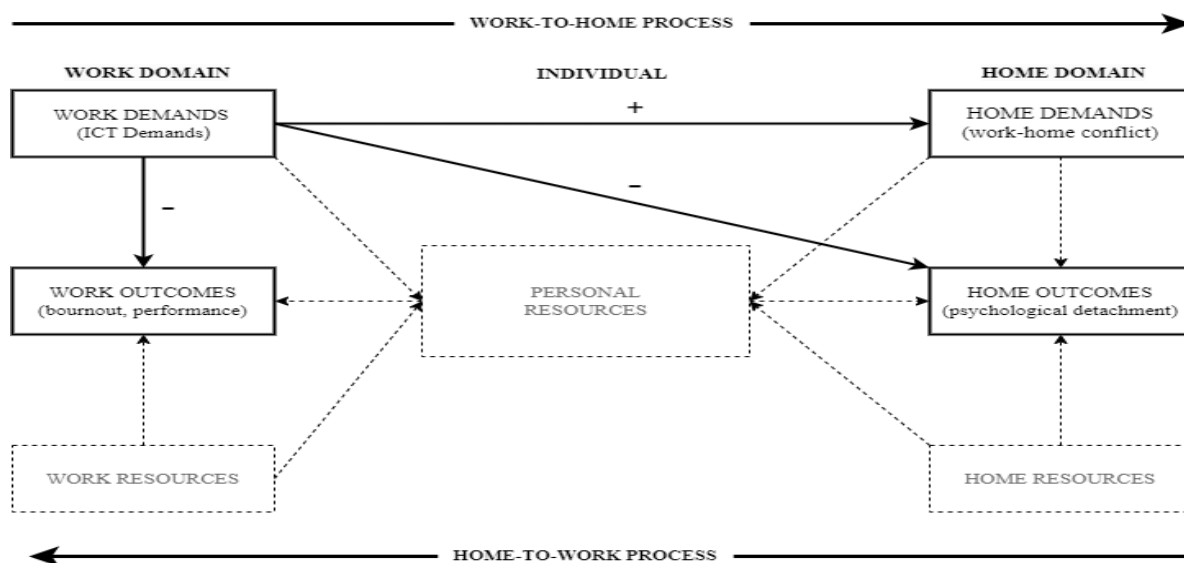 WORK-TO-HOME PROCESS
WORK DOMAIN
INDIVIDUAL
HOME DOMAIN
WORK DEMANDS
(ICT Demands)
+
HOME DEMANDS
(work-home conflict)
-
-
WORK OUTCOMES
(bournout, performance)
PERSONAL
RESOURCES
HOME OUTCOMES
(psychological detachment)
WORK RESOURCES
HOME RESOURCES
HOME-TO-WORK PROCESS